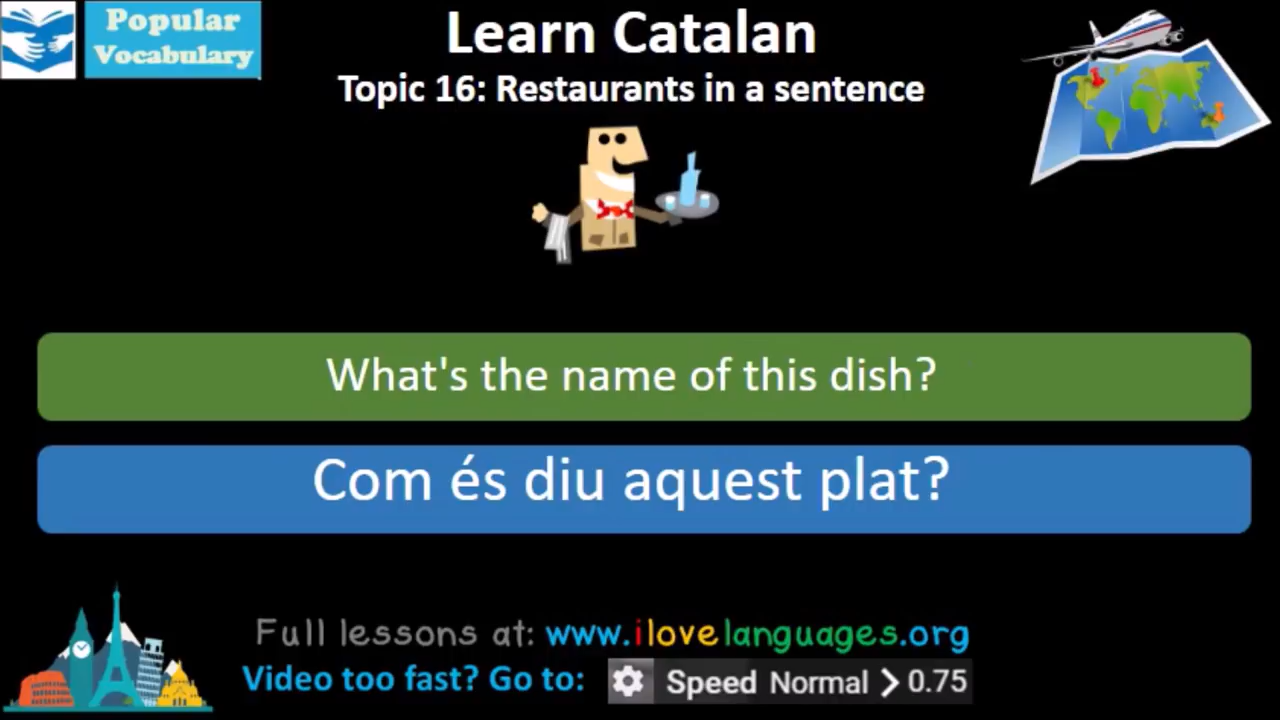 Popular
Vocabulary
Learn Catalan
Topic 16: Restaurants in a sentence
What's the name of this dish?
Com és diu aquest plat?
Full lessons at: www.ilovelanguages.org
Video too fast? Go to: Speed Normal > 0.75